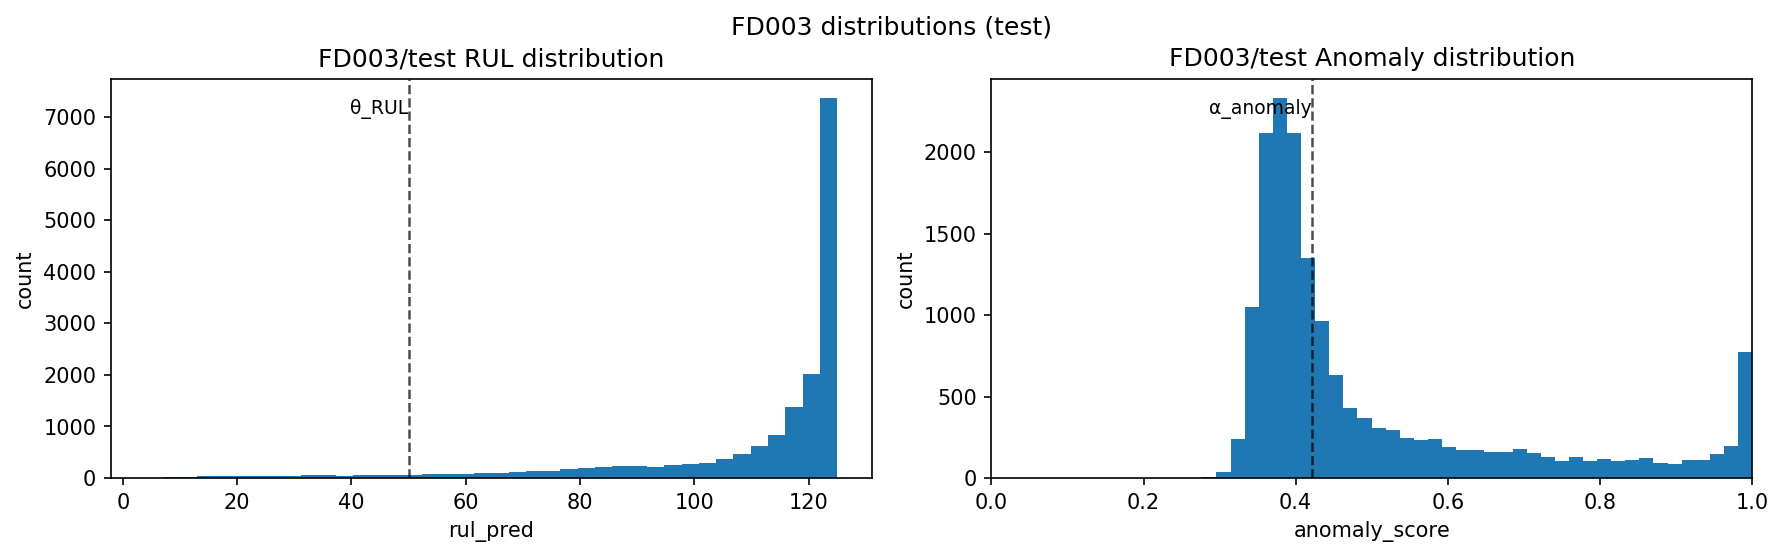 FD003 distributions (test)
FD003/test RUL distribution
θ_RUL
7000
6000
5000
4000
3000
2000
1000
0
count
0 20 40 60 80 100 120
rul_pred
FD003/test Anomaly distribution
α_anomaly
2000
1500
1000
500
0
count
0.0 0.2 0.4 0.6 0.8 1.0
anomaly_score